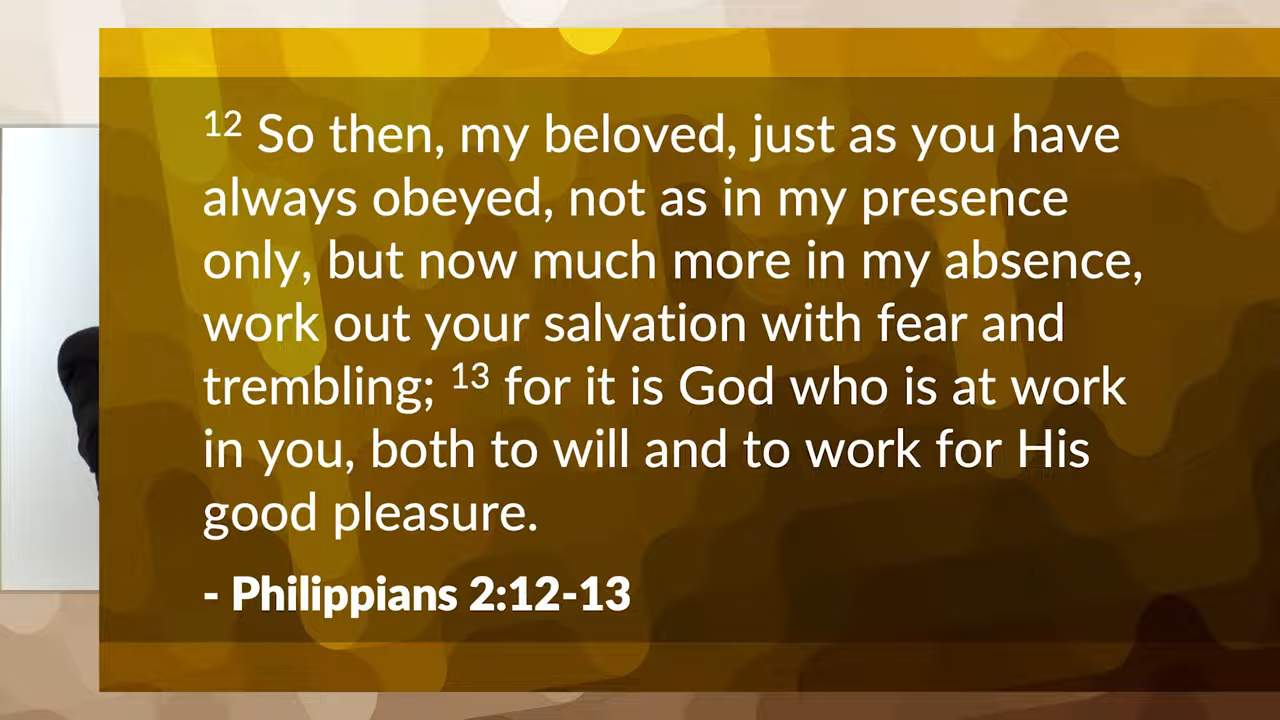 12 So then, my beloved, just as you have
always obeyed, not as in my presence
only, but now much more in my absence,
work out your salvation with fear and
trembling; 13 for it is God who is at work
in you, both to will and to work for His
good pleasure.
- Philippians 2:12-13